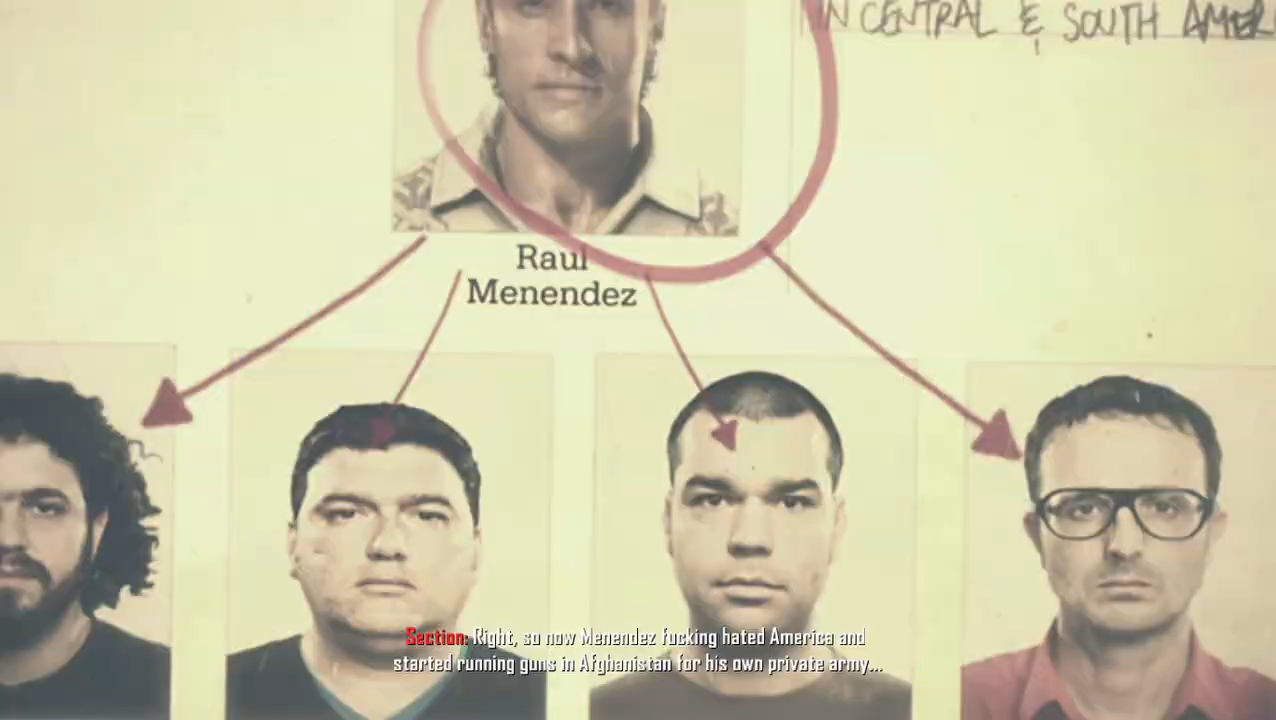 IN CENTRAL & SOUTH AMER
Raul
Menendez
Section: Right, so now Menendez fucking hated America and
started running guns in Afghanistan for his own private army...